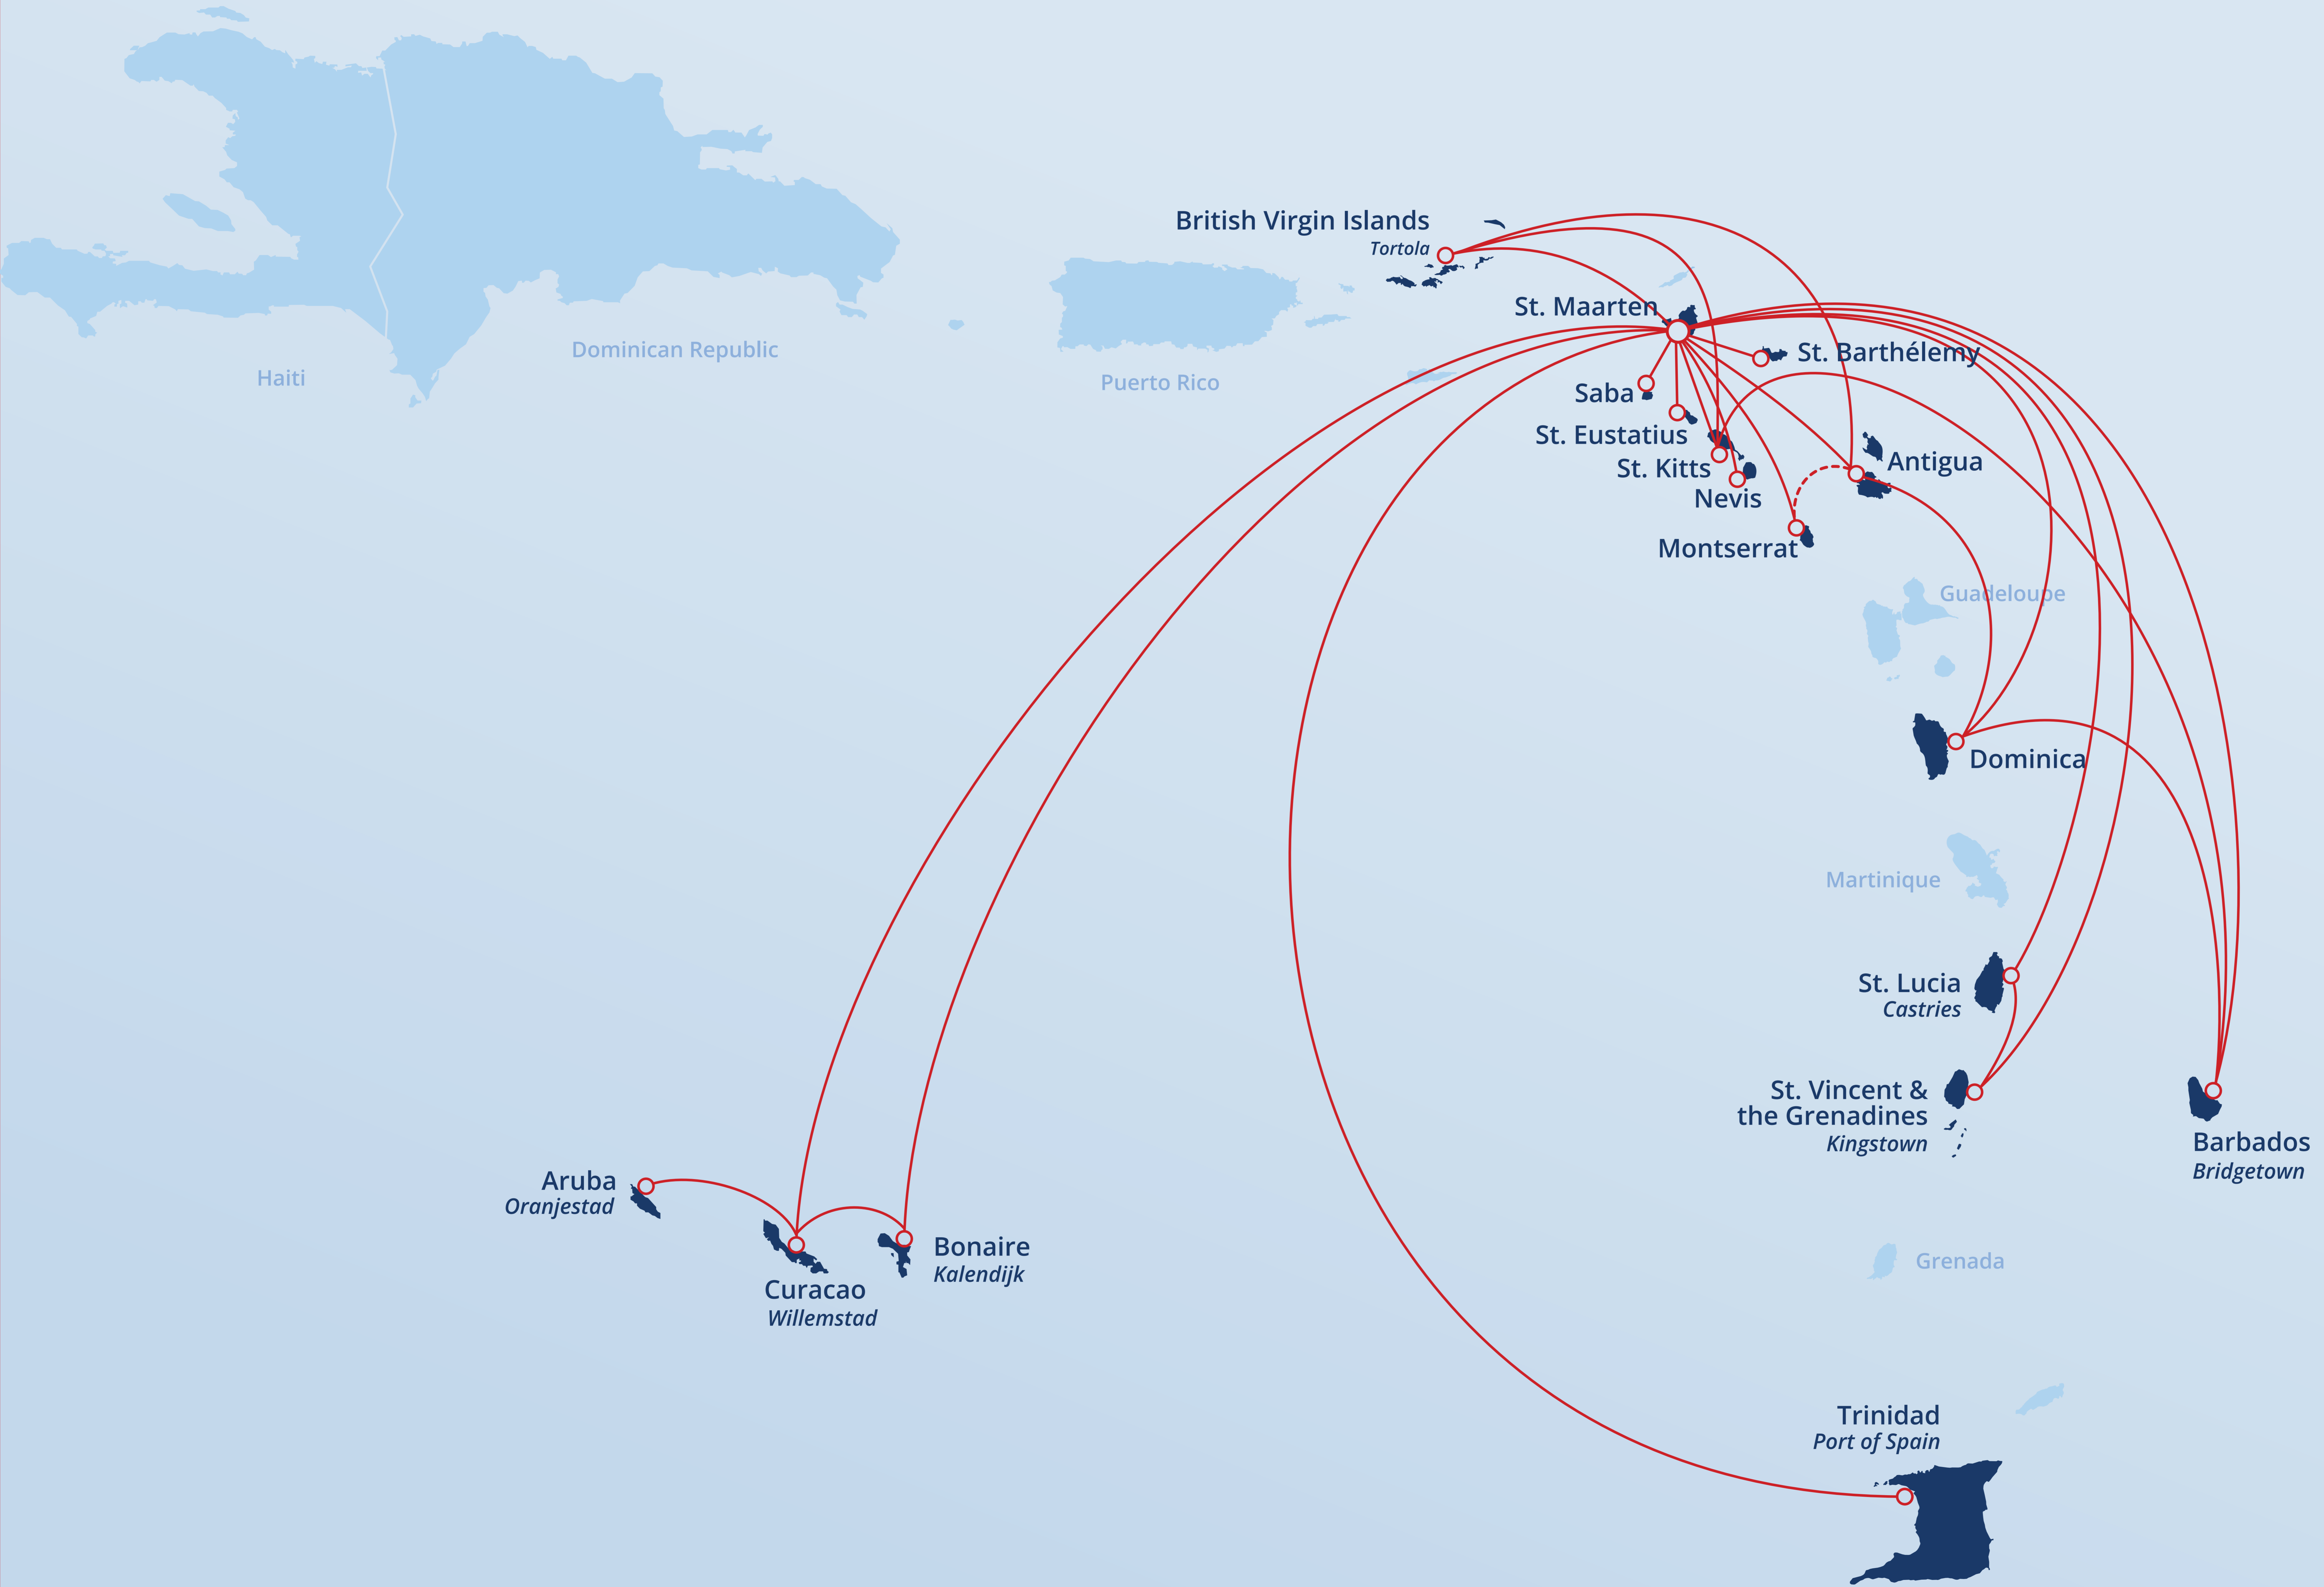 British Virgin Islands
Tortola
St. Maarten
Dominican Republic
St. Barthélemy
Haiti
Puerto Rico
Saba
St. Eustatius
Antigua
St. Kitts
Nevis
Montserrat
Guadeloupe
Dominica
Martinique
St. Lucia
Castries
St. Vincent &
the Grenadines
Kingstown
Barbados
Bridgetown
Aruba
Oranjestad
Bonaire
Kalendijk
Curacao
Willemstad
Grenada
Trinidad
Port of Spain